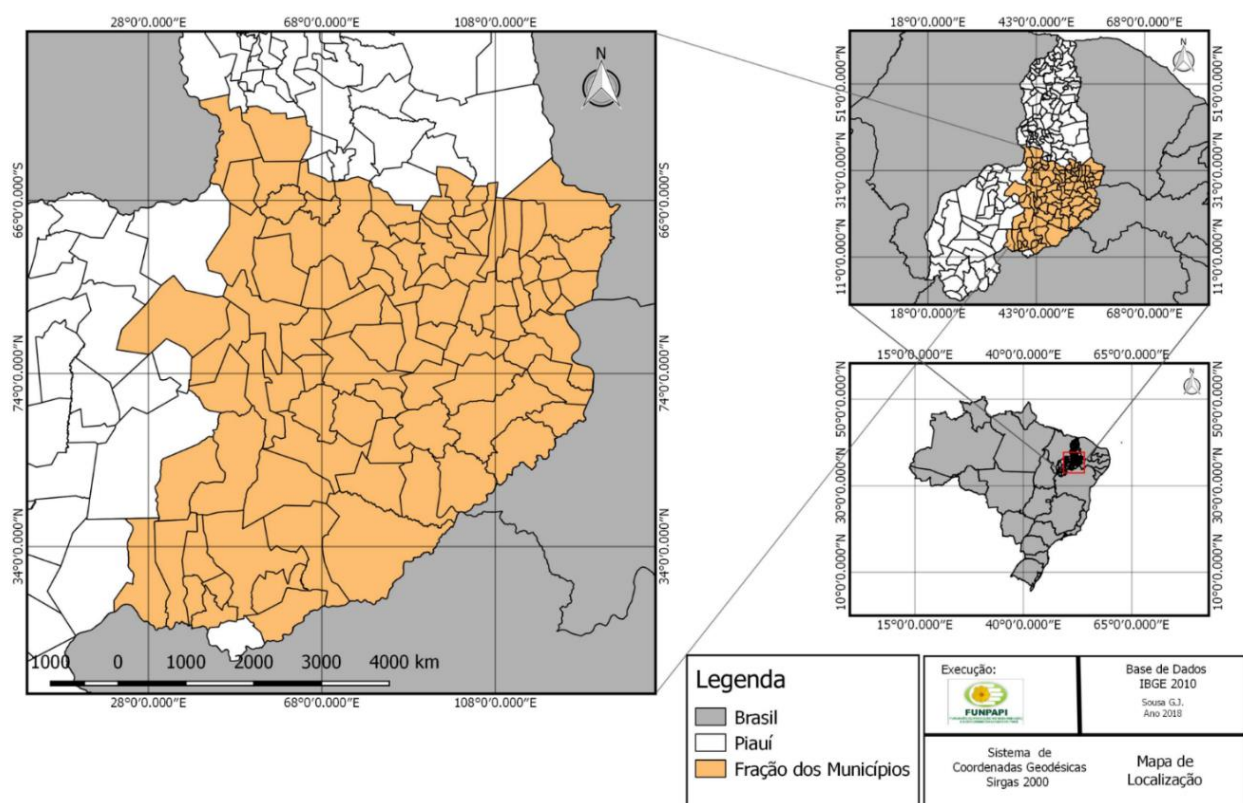 28°0'0.000"E 68°0'0.000"E 108°0'0.000"E
66°0'0.000"S 66°0'0.000"S
74°0'0.000"N 74°0'0.000"N
34°0'0.000"N 34°0'0.000"N
N
1000 0 1000 2000 3000 4000 km
28°0'0.000"E 68°0'0.000"E 108°0'0.000"E
18°0'0.000"E 43°0'0.000"E 68°0'0.000"E
N
51°0'0.000"N 51°0'0.000"N
31°0'0.000"N 31°0'0.000"N
11°0'0.000"N 11°0'0.000"N
18°0'0.000"E 43°0'0.000"E 68°0'0.000"E
15°0'0.000"E 40°0'0.000"E 65°0'0.000"E
N
50°0'0.000"N 50°0'0.000"N
30°0'0.000"N 30°0'0.000"N
10°0'0.000"N 10°0'0.000"N
15°0'0.000"E 40°0'0.000"E 65°0'0.000"E
Legenda
Brasil
Piauí
Fração dos Municípios
Execução:
FUNPAPI
Base de Dados
IBGE 2010
Sousa G.J.
Ano 2018
Sistema de
Coordenadas Geodésicas
Sirgas 2000
Mapa de
Localização